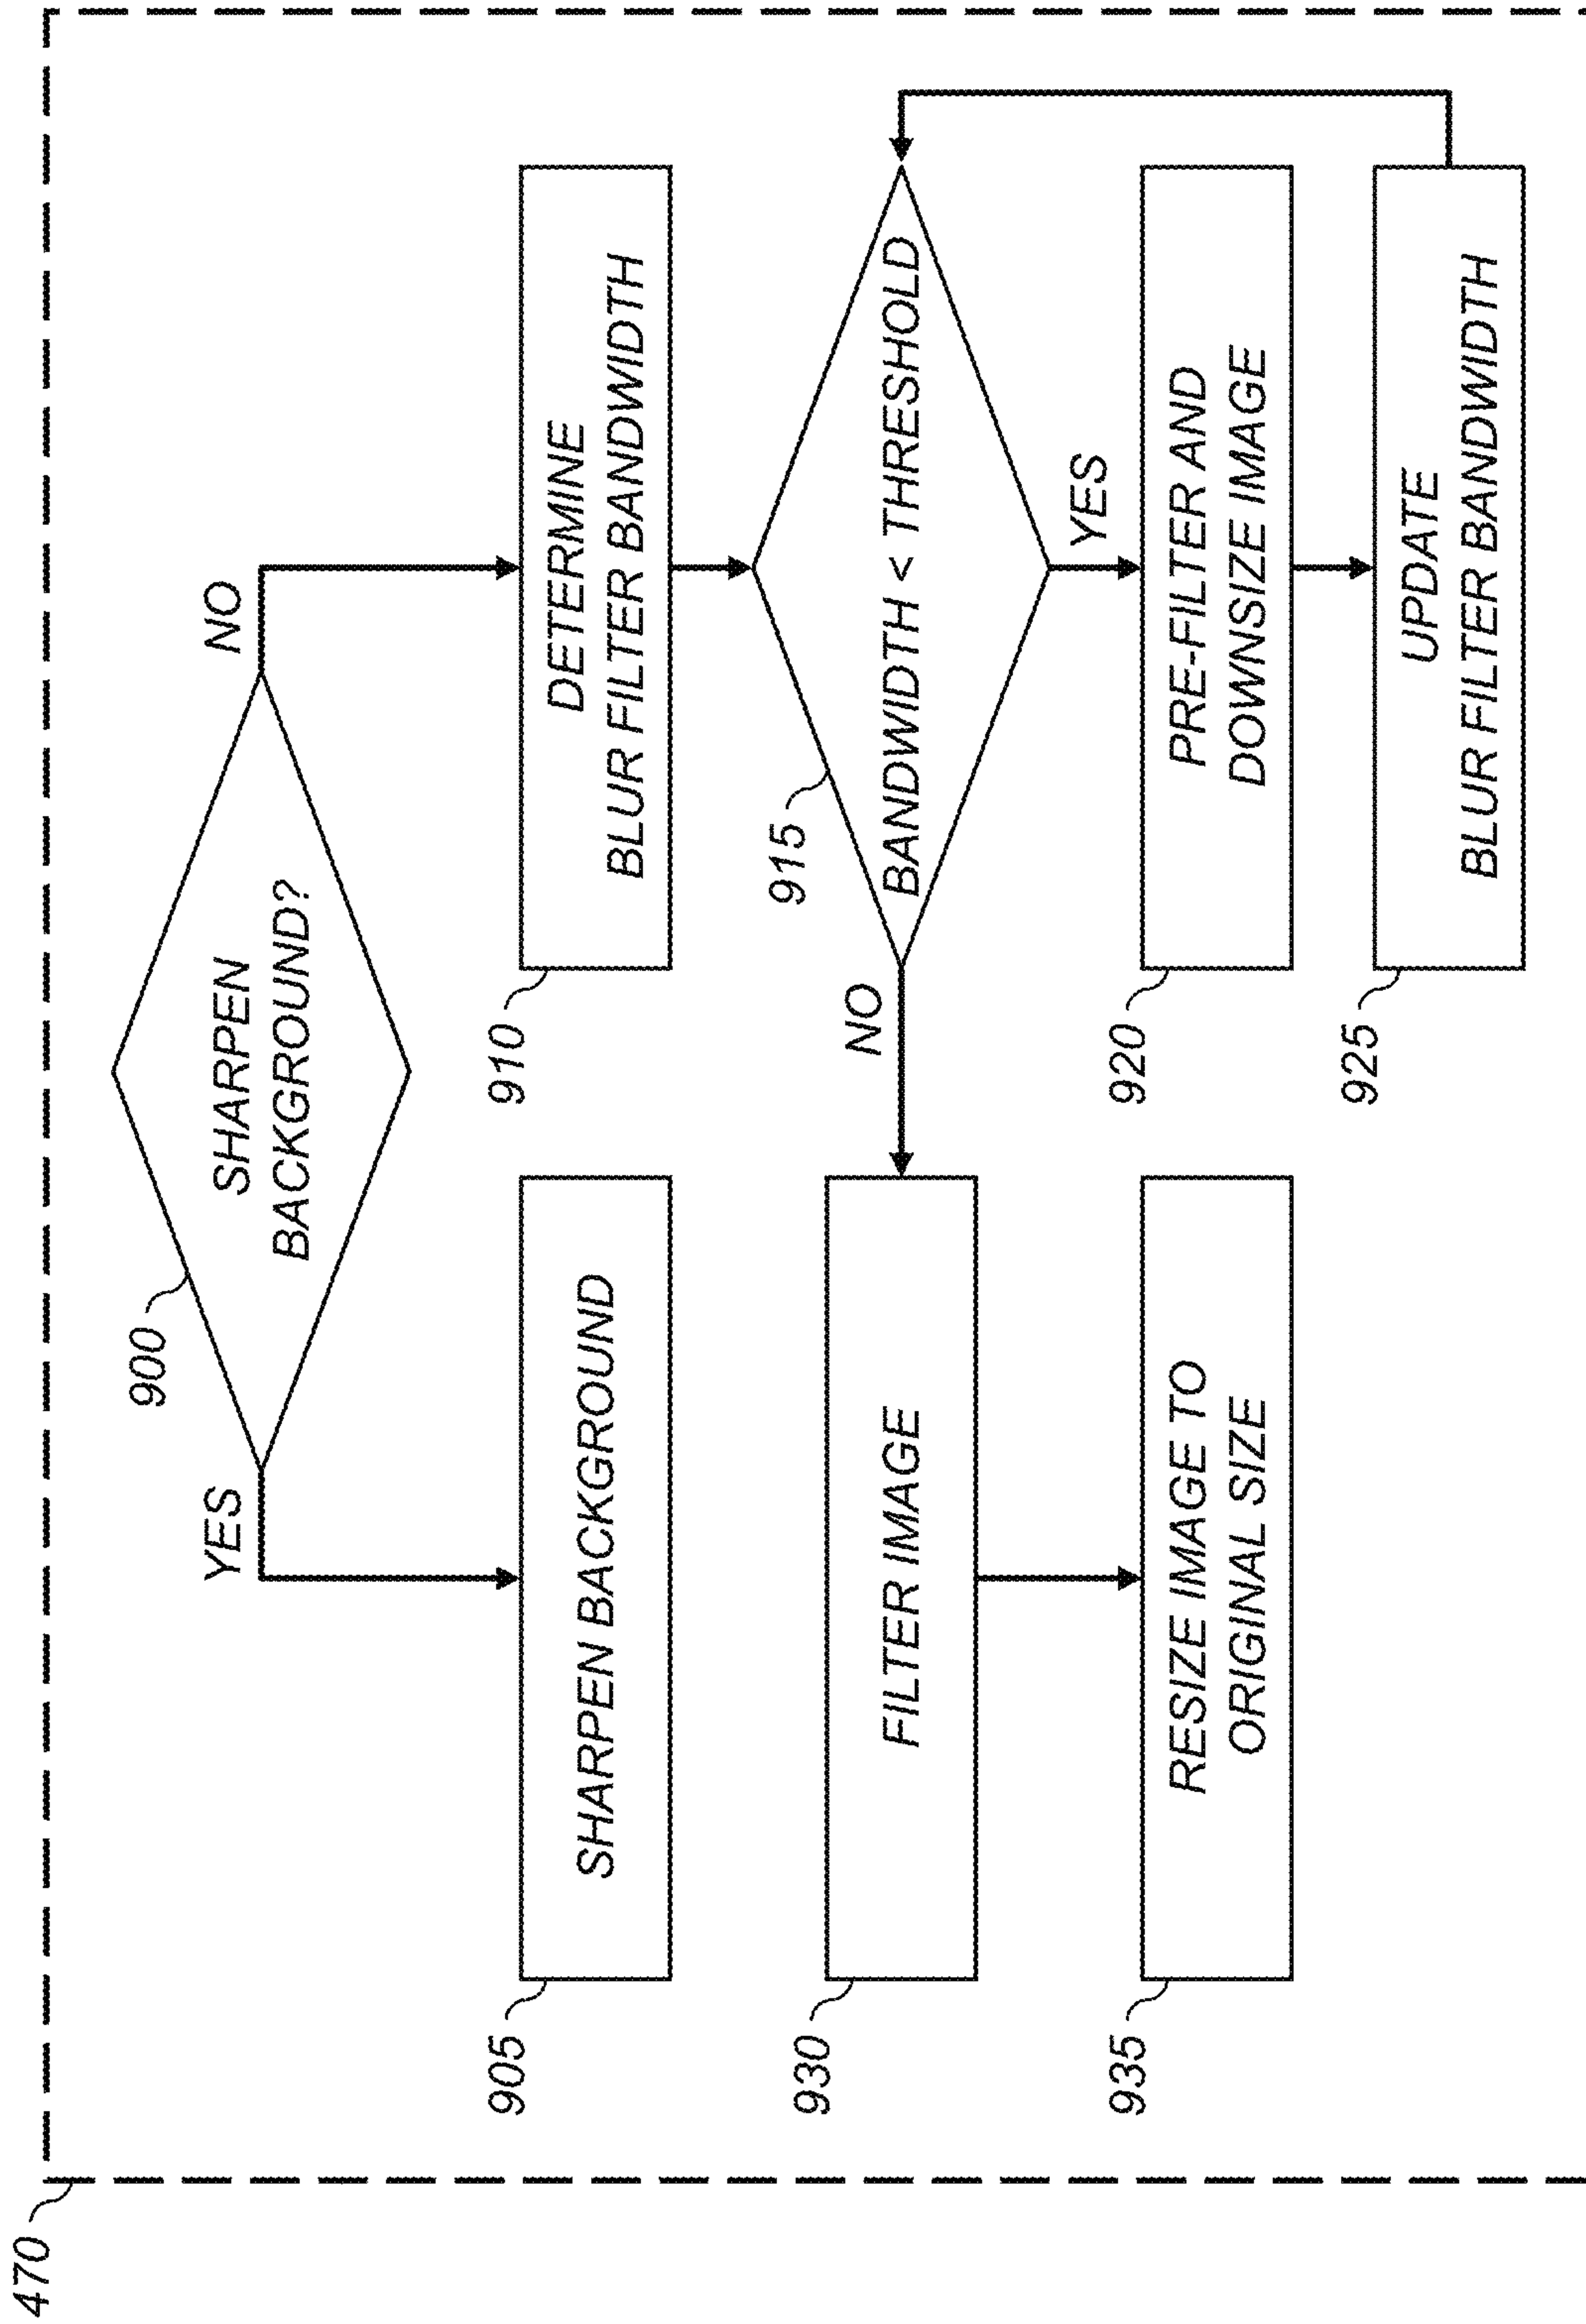 470
900
SHARPEN
BACKGROUND?
YES
NO
905
SHARPEN BACKGROUND
910
DETERMINE
BLUR FILTER BANDWIDTH
915
BANDWIDTH < THRESHOLD
NO
YES
930
FILTER IMAGE
920
PRE-FILTER AND
DOWNSIZE IMAGE
935
RESIZE IMAGE TO
ORIGINAL SIZE
925
UPDATE
BLUR FILTER BANDWIDTH